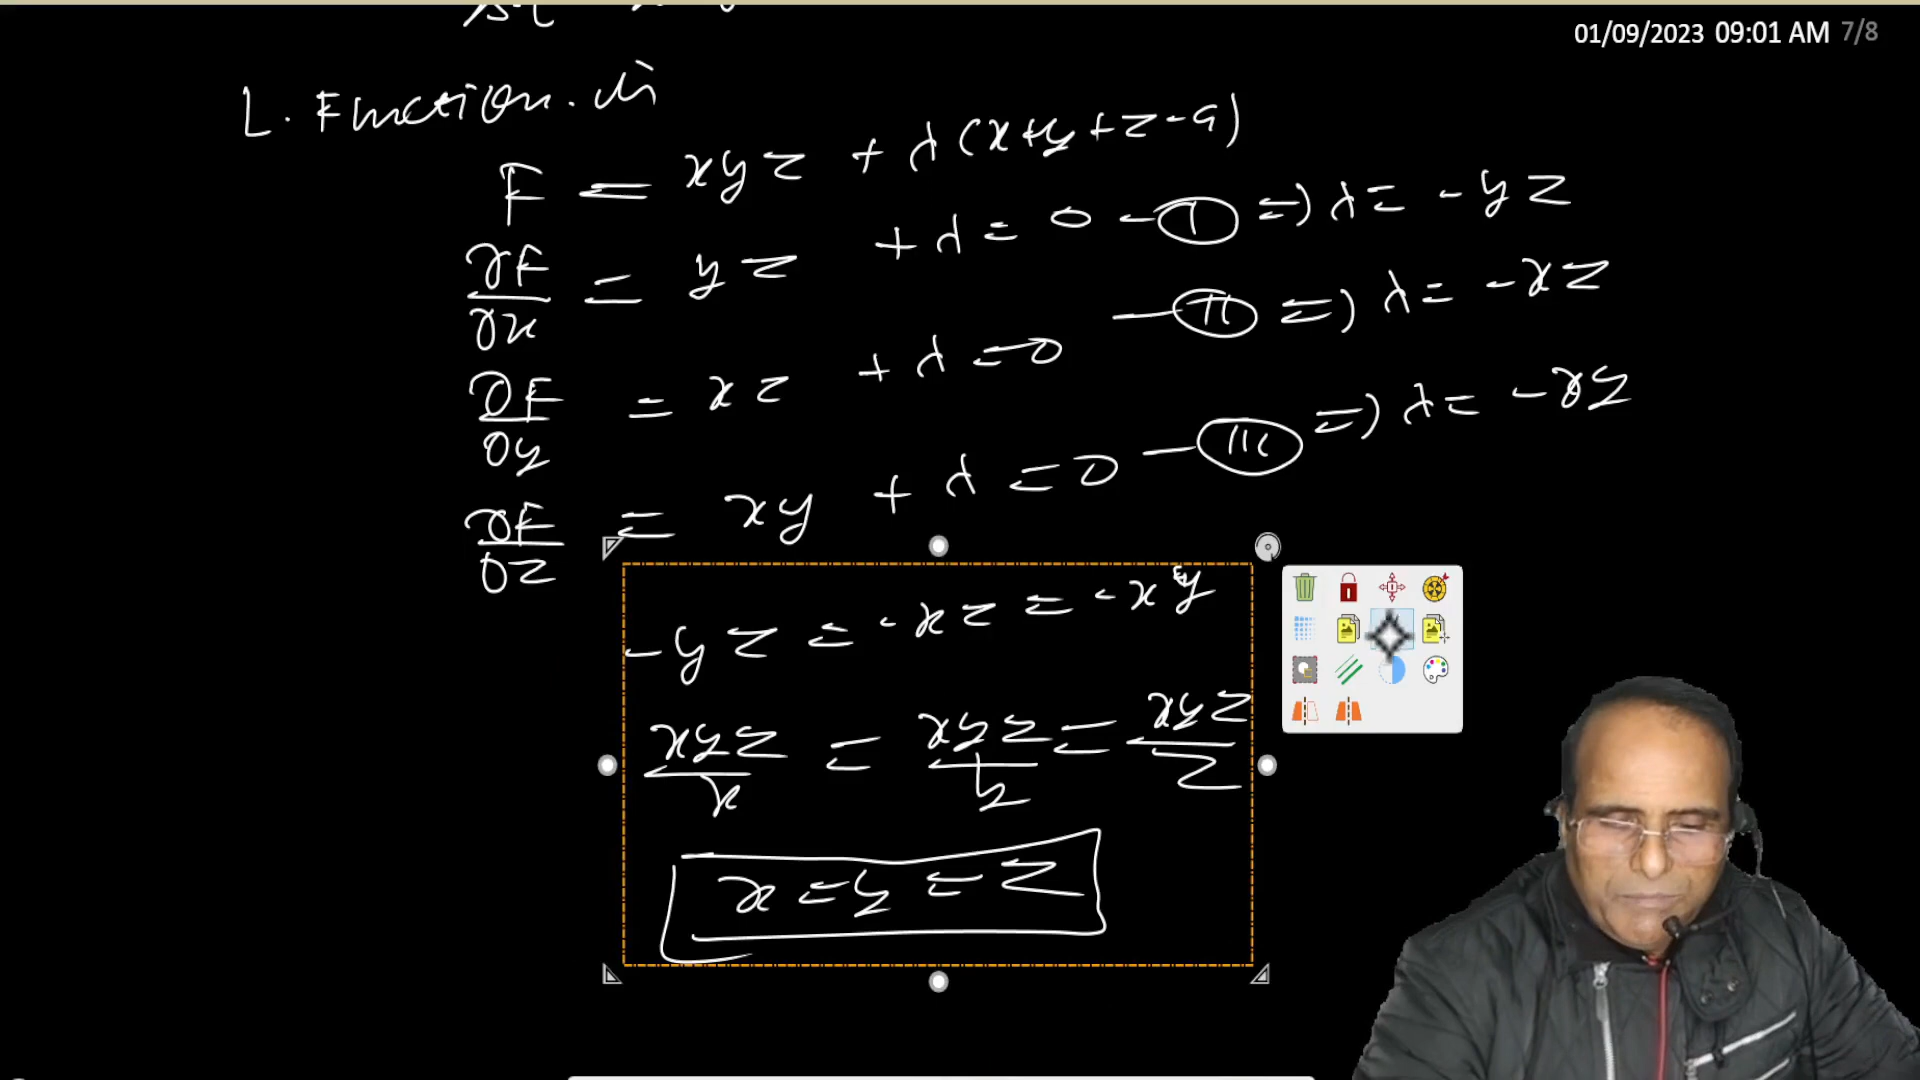 01/09/2023 09:01 AM 7/8
L. Function. is
F = xyz + λ(x+y+z-a)
∂F/∂x = yz + λ = 0 - I => λ = -yz
∂F/∂y = xz + λ = 0 - II => λ = -xz
∂F/∂z = xy + λ = 0 - III => λ = -xy
-yz = -xz = -xy
xyz/x = xyz/y = xyz/z
x = y = z